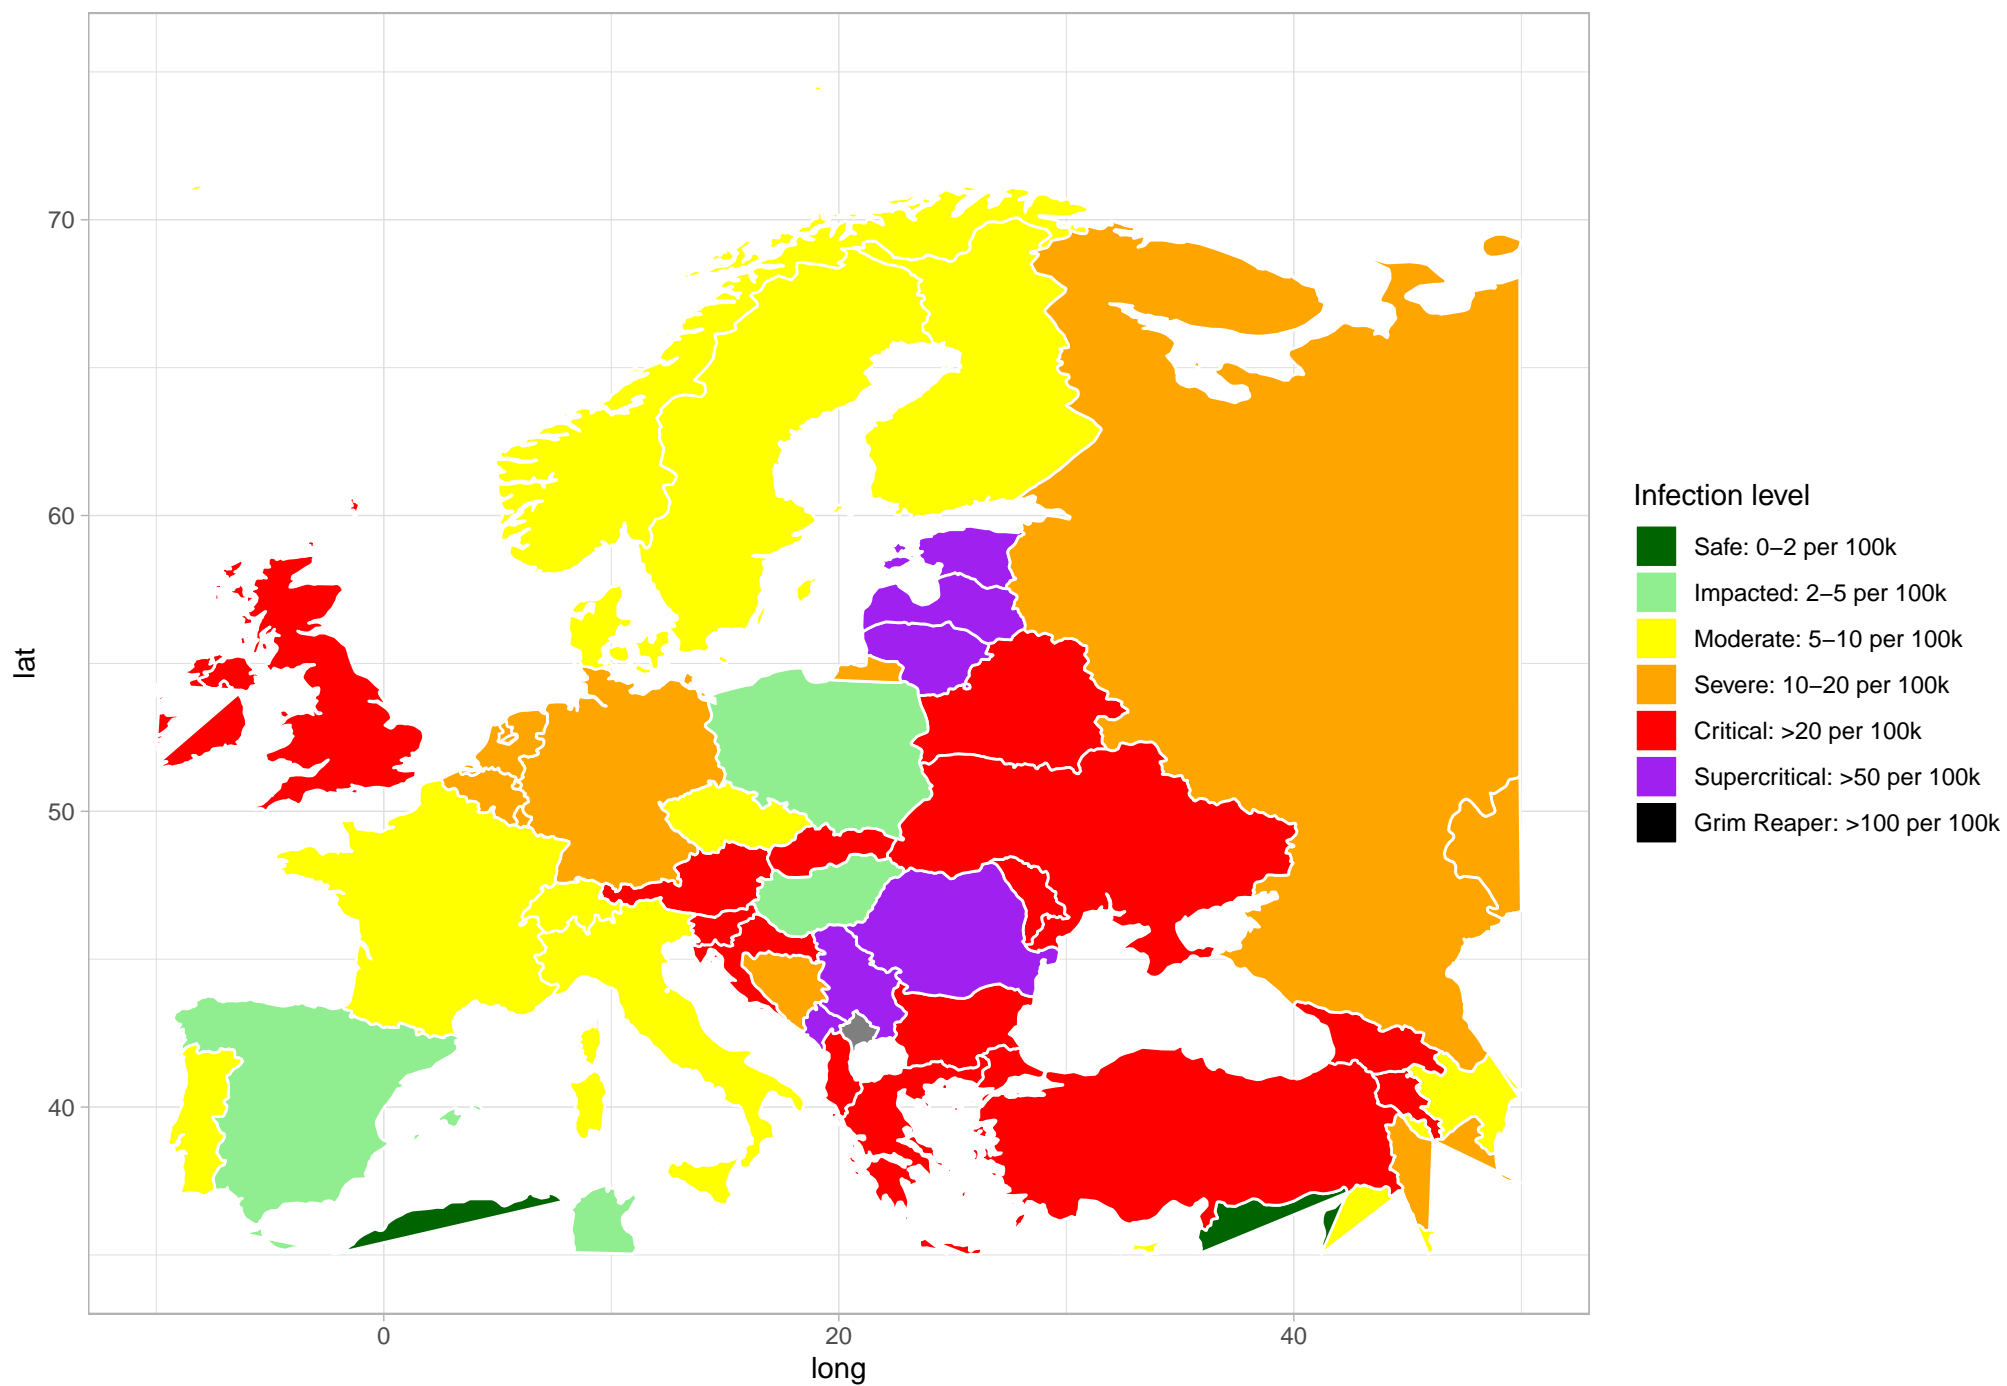 70
60
50
40
lat
0
20
40
long
Infection level
Safe: 0−2 per 100k
Impacted: 2−5 per 100k
Moderate: 5−10 per 100k
Severe: 10−20 per 100k
Critical: >20 per 100k
Supercritical: >50 per 100k
Grim Reaper: >100 per 100k